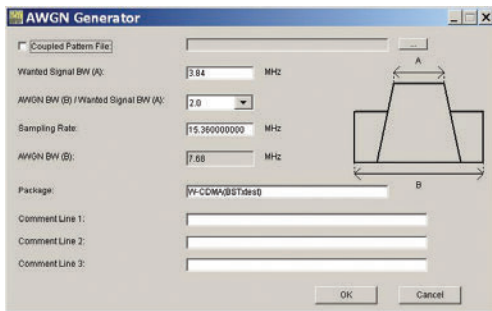 AWGN Generator
Coupled Pattern File:
...
Wanted Signal BW (A): 3.84 MHz
A
AWGN BW (B) / Wanted Signal BW (A): 2.0
Sampling Rate: 15.360000000 MHz
AWGN BW (B): 7.68 MHz
B
Package: W-CDMA(BSTxtest)
Comment Line 1:
Comment Line 2:
Comment Line 3:
OK Cancel